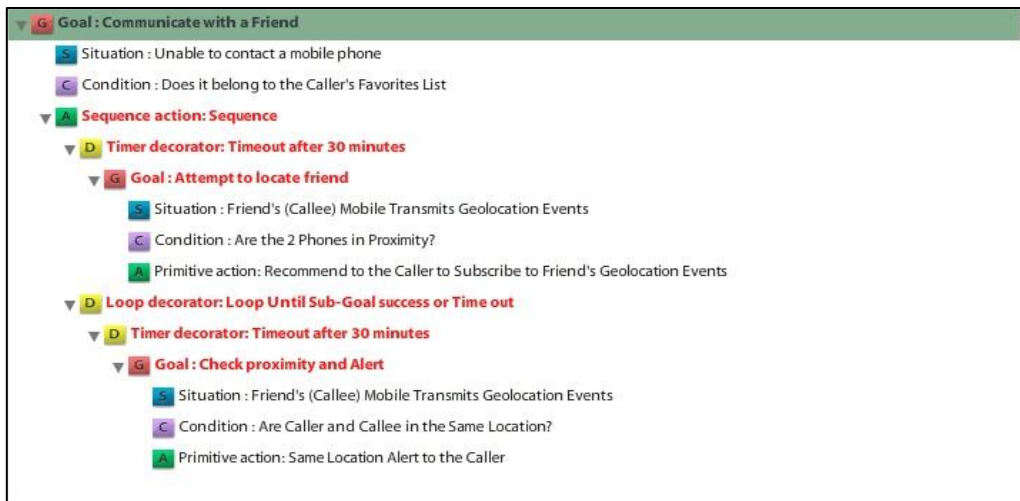 G Goal : Communicate with a Friend
S Situation : Unable to contact a mobile phone
C Condition : Does it belong to the Caller's Favorites List
A Sequence action: Sequence
D Timer decorator: Timeout after 30 minutes
G Goal : Attempt to locate friend
S Situation : Friend's (Callee) Mobile Transmits Geolocation Events
C Condition : Are the 2 Phones in Proximity?
A Primitive action: Recommend to the Caller to Subscribe to Friend's Geolocation Events
D Loop decorator: Loop Until Sub-Goal success or Time out
D Timer decorator: Timeout after 30 minutes
G Goal : Check proximity and Alert
S Situation : Friend's (Callee) Mobile Transmits Geolocation Events
C Condition : Are Caller and Callee in the Same Location?
A Primitive action: Same Location Alert to the Caller